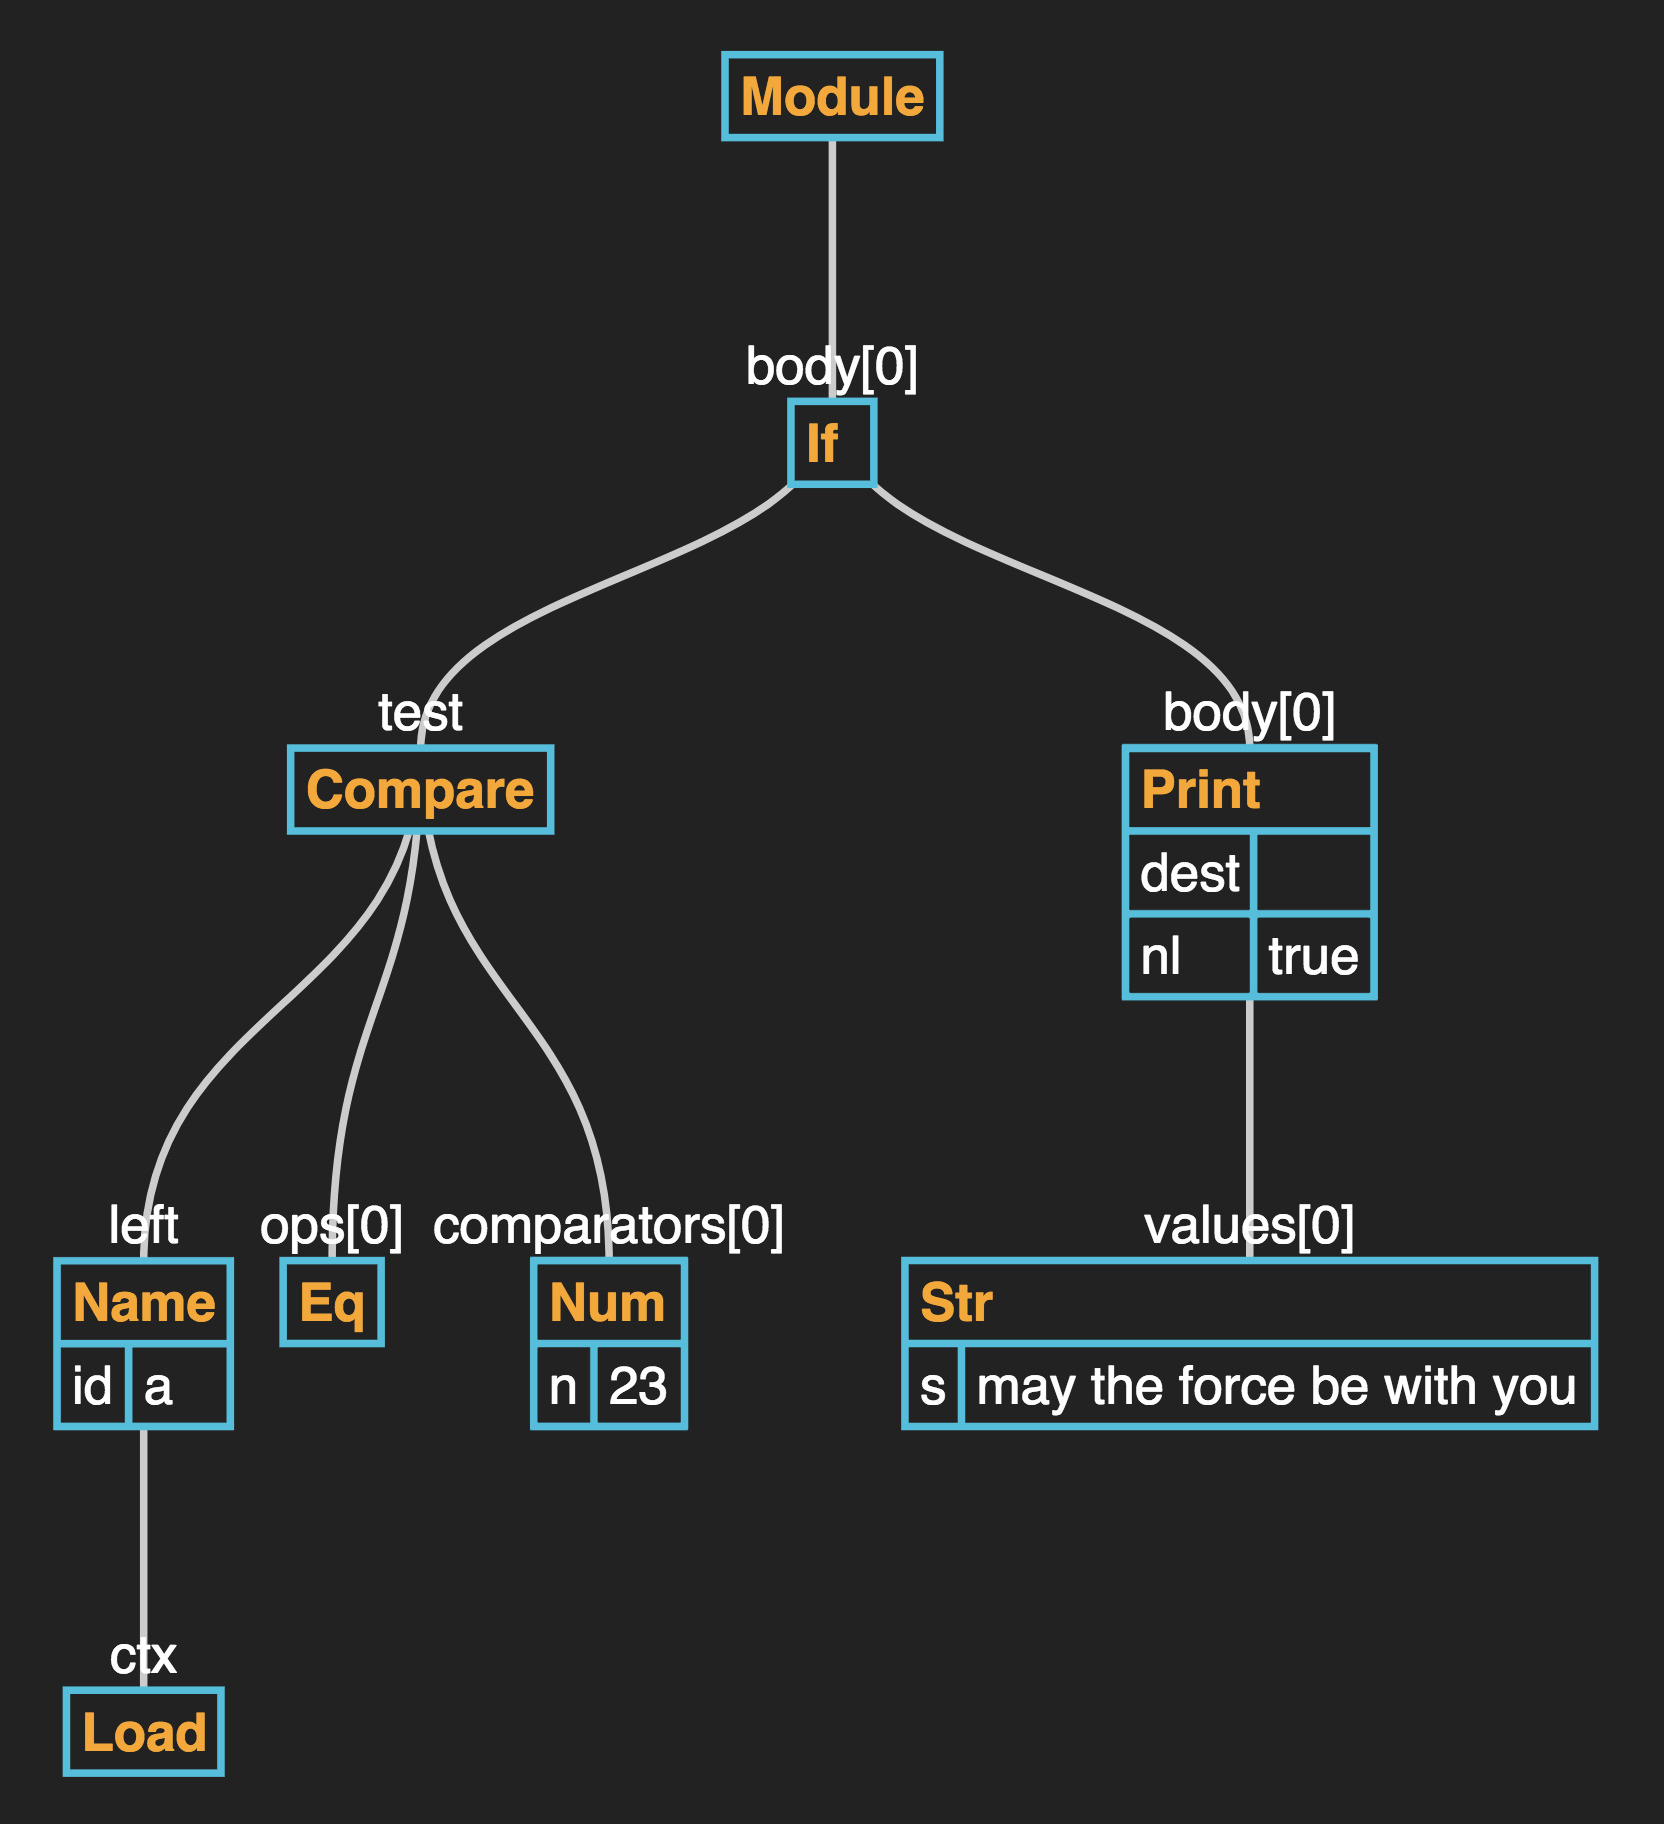 Module
body[0]
If
test
body[0]
Compare
Print
dest
nl true
left ops[0] comparators[0] values[0]
Name Eq Num Str
id a n 23 s may the force be with you
ctx
Load